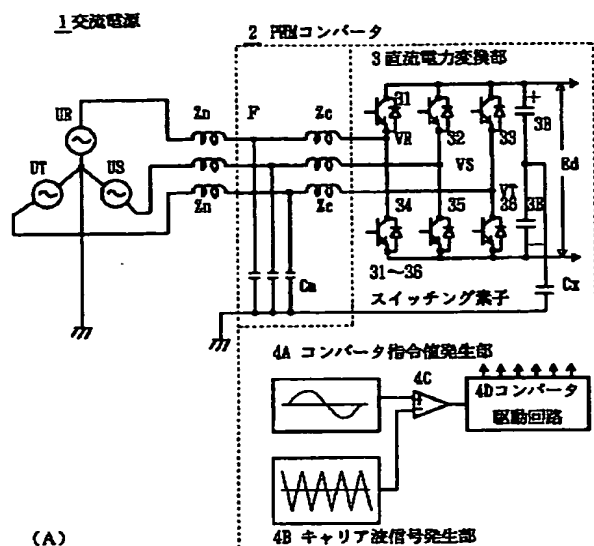 1 交流電源
2 PWMコンバータ
3 直流電力変換部
Zn
F
Zc
UR
UT
US
Zn
Zc
31
32
33
VR
VS
VT
34
35
36
3B
3B
Ed
+
Cn
Cx
31〜36
スイッチング素子
4A コンバータ指令値発生部
4C
+
−
4Dコンバータ
駆動回路
(A)
4B キャリア波信号発生部